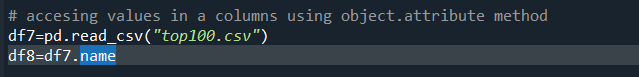 # accesing values in a columns using object.attribute method
df7=pd.read_csv("top100.csv")
df8=df7.name